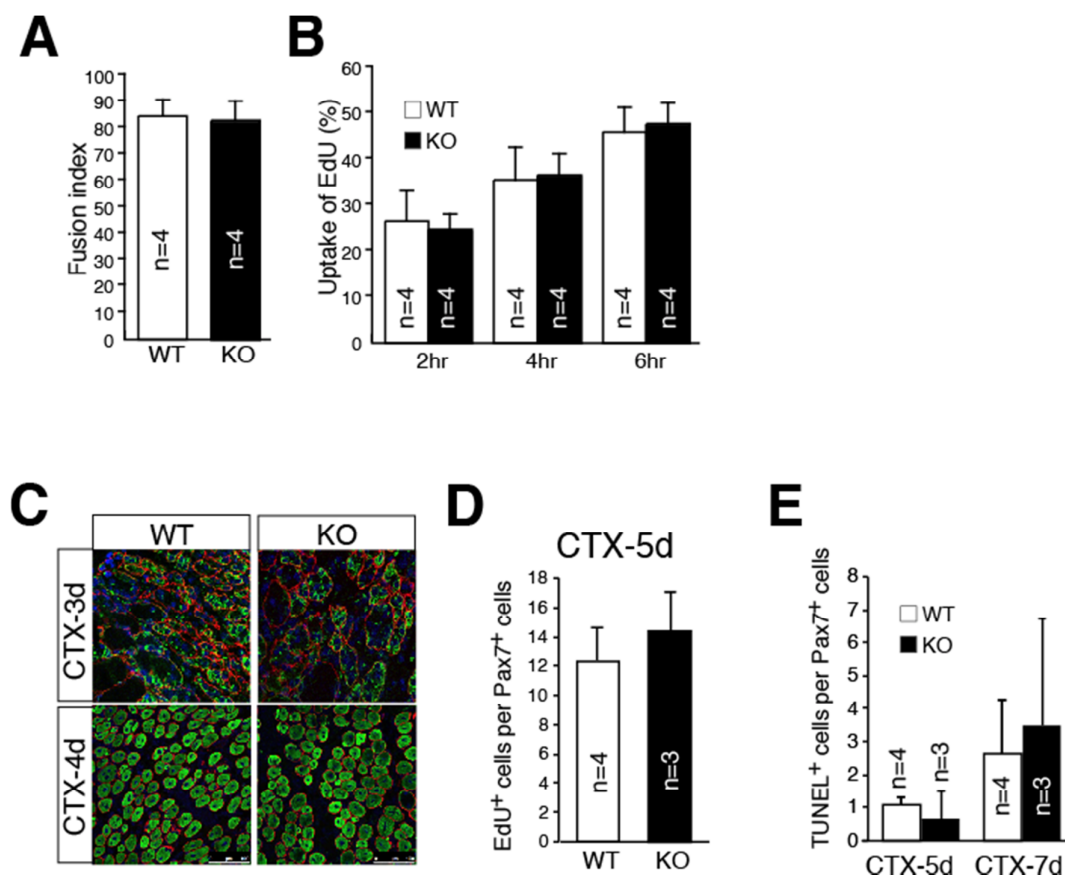 A
Fusion index
100
90
80
70
60
50
40
30
20
10
0
n=4
n=4
WT
KO
B
Uptake of EdU (%)
60
50
40
30
20
10
0
WT
KO
n=4
n=4
n=4
n=4
n=4
n=4
2hr
4hr
6hr
C
WT
KO
CTX-3d
CTX-4d
D
CTX-5d
EdU⁺ cells per Pax7⁺ cells
18
16
14
12
10
8
6
4
2
0
n=4
n=3
WT
KO
E
TUNEL⁺ cells per Pax7⁺ cells
8
7
6
5
4
3
2
1
0
WT
KO
n=4
n=3
n=4
n=3
CTX-5d
CTX-7d